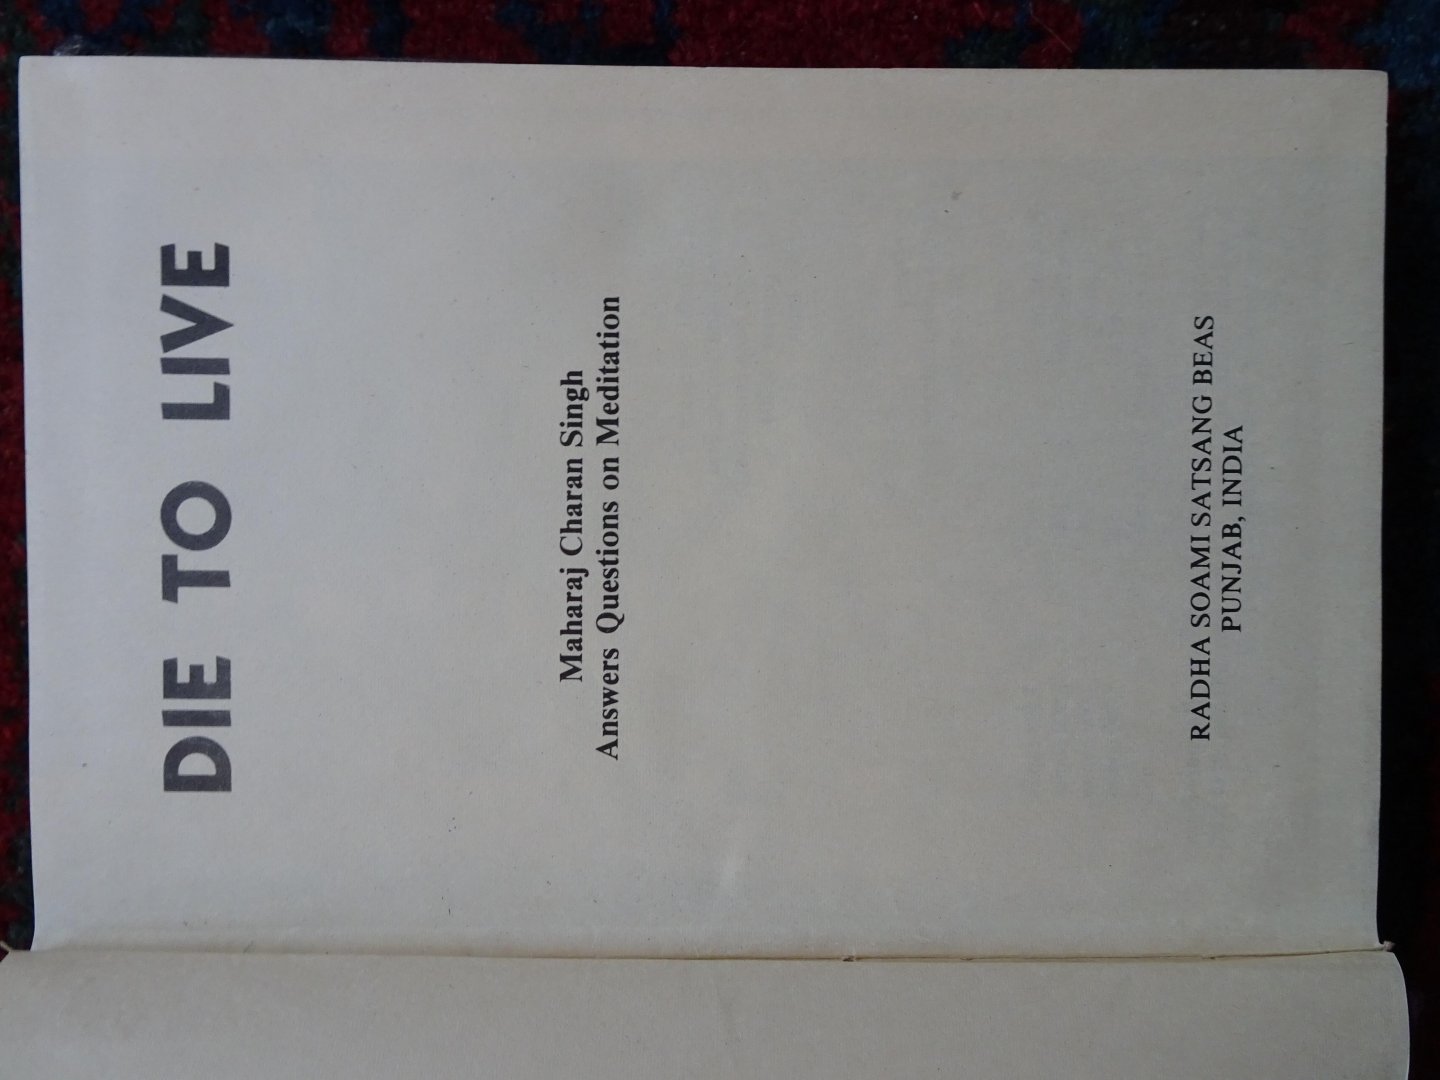 DIE TO LIVE
Maharaj Charan Singh
Answers Questions on Meditation
RADHA SOAMI SATSANG BEAS
PUNJAB, INDIA